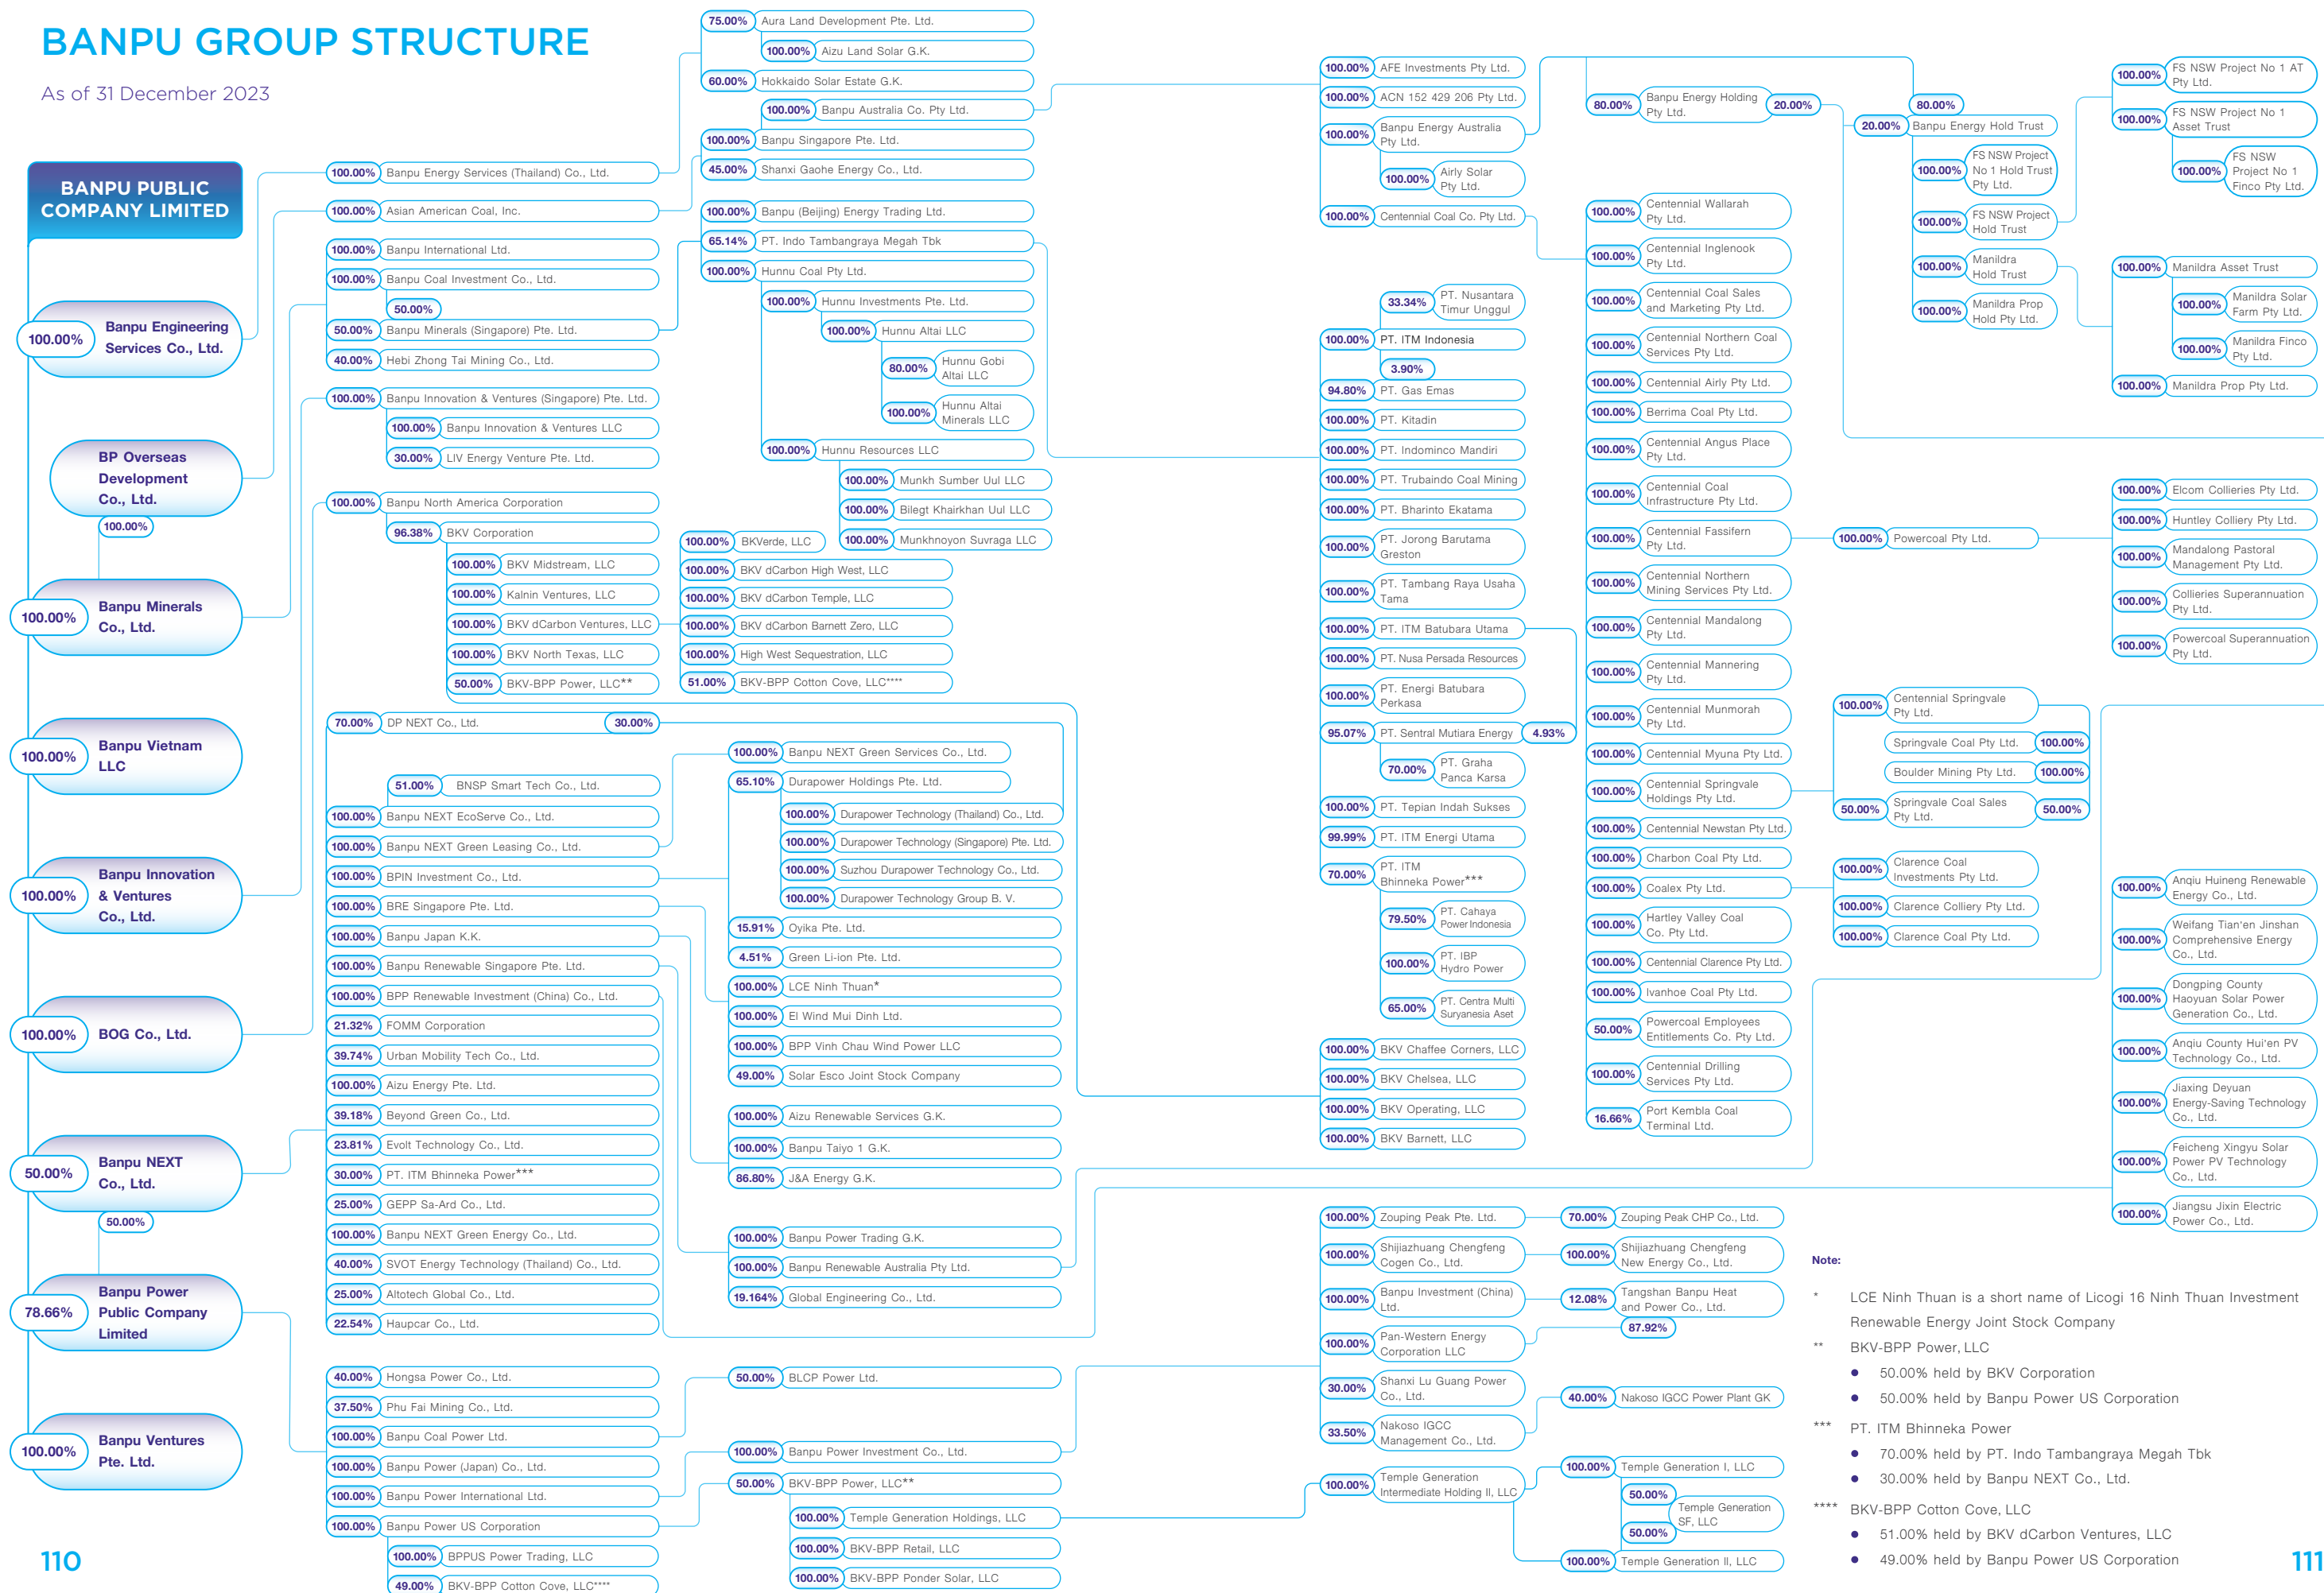 BANPU GROUP STRUCTURE
As of 31 December 2023
BANPU PUBLIC
COMPANY LIMITED
100.00%
Banpu Engineering
Services Co., Ltd.
BP Overseas
Development
Co., Ltd.
100.00%
100.00%
Banpu Minerals
Co., Ltd.
100.00%
Banpu Vietnam
LLC
100.00%
Banpu Innovation
& Ventures
Co., Ltd.
100.00%
BOG Co., Ltd.
50.00%
Banpu NEXT
Co., Ltd.
50.00%
78.66%
Banpu Power
Public Company
Limited
100.00%
Banpu Ventures
Pte. Ltd.
100.00% Banpu Energy Services (Thailand) Co., Ltd.
100.00% Asian American Coal, Inc.
100.00% Banpu International Ltd.
100.00% Banpu Coal Investment Co., Ltd.
50.00%
50.00% Banpu Minerals (Singapore) Pte. Ltd.
40.00% Hebi Zhong Tai Mining Co., Ltd.
100.00% Banpu Innovation & Ventures (Singapore) Pte. Ltd.
100.00% Banpu Innovation & Ventures LLC
30.00% LIV Energy Venture Pte. Ltd.
100.00% Banpu North America Corporation
96.38% BKV Corporation
100.00% BKV Midstream, LLC
100.00% Kalnin Ventures, LLC
100.00% BKV dCarbon Ventures, LLC
100.00% BKV North Texas, LLC
50.00% BKV-BPP Power, LLC**
70.00% DP NEXT Co., Ltd. 30.00%
51.00% BNSP Smart Tech Co., Ltd.
100.00% Banpu NEXT EcoServe Co., Ltd.
100.00% Banpu NEXT Green Leasing Co., Ltd.
100.00% BPIN Investment Co., Ltd.
100.00% BRE Singapore Pte. Ltd.
100.00% Banpu Japan K.K.
100.00% Banpu Renewable Singapore Pte. Ltd.
100.00% BPP Renewable Investment (China) Co., Ltd.
21.32% FOMM Corporation
39.74% Urban Mobility Tech Co., Ltd.
100.00% Aizu Energy Pte. Ltd.
39.18% Beyond Green Co., Ltd.
23.81% Evolt Technology Co., Ltd.
30.00% PT. ITM Bhinneka Power***
25.00% GEPP Sa-Ard Co., Ltd.
100.00% Banpu NEXT Green Energy Co., Ltd.
40.00% SVOT Energy Technology (Thailand) Co., Ltd.
25.00% Altotech Global Co., Ltd.
22.54% Haupcar Co., Ltd.
40.00% Hongsa Power Co., Ltd.
37.50% Phu Fai Mining Co., Ltd.
100.00% Banpu Coal Power Ltd.
100.00% Banpu Power (Japan) Co., Ltd.
100.00% Banpu Power International Ltd.
100.00% Banpu Power US Corporation
100.00% BPPUS Power Trading, LLC
49.00% BKV-BPP Cotton Cove, LLC****
75.00% Aura Land Development Pte. Ltd.
100.00% Aizu Land Solar G.K.
60.00% Hokkaido Solar Estate G.K.
100.00% Banpu Australia Co. Pty Ltd.
100.00% Banpu Singapore Pte. Ltd.
45.00% Shanxi Gaohe Energy Co., Ltd.
100.00% Banpu (Beijing) Energy Trading Ltd.
65.14% PT. Indo Tambangraya Megah Tbk
100.00% Hunnu Coal Pty Ltd.
100.00% Hunnu Investments Pte. Ltd.
100.00% Hunnu Altai LLC
80.00% Hunnu Gobi
Altai LLC
100.00% Hunnu Altai
Minerals LLC
100.00% Hunnu Resources LLC
100.00% Munkh Sumber Uul LLC
100.00% Bilegt Khairkhan Uul LLC
100.00% Munkhnoyon Suvraga LLC
100.00% BKVerde, LLC
100.00% BKV dCarbon High West, LLC
100.00% BKV dCarbon Temple, LLC
100.00% BKV dCarbon Barnett Zero, LLC
100.00% High West Sequestration, LLC
51.00% BKV-BPP Cotton Cove, LLC****
100.00% Banpu NEXT Green Services Co., Ltd.
65.10% Durapower Holdings Pte. Ltd.
100.00% Durapower Technology (Thailand) Co., Ltd.
100.00% Durapower Technology (Singapore) Pte. Ltd.
100.00% Suzhou Durapower Technology Co., Ltd.
100.00% Durapower Technology Group B. V.
15.91% Oyika Pte. Ltd.
4.51% Green Li-ion Pte. Ltd.
100.00% LCE Ninh Thuan*
100.00% El Wind Mui Dinh Ltd.
100.00% BPP Vinh Chau Wind Power LLC
49.00% Solar Esco Joint Stock Company
100.00% Aizu Renewable Services G.K.
100.00% Banpu Taiyo 1 G.K.
86.80% J&A Energy G.K.
100.00% Banpu Power Trading G.K.
100.00% Banpu Renewable Australia Pty Ltd.
19.164% Global Engineering Co., Ltd.
50.00% BLCP Power Ltd.
100.00% Banpu Power Investment Co., Ltd.
50.00% BKV-BPP Power, LLC**
100.00% Temple Generation Holdings, LLC
100.00% BKV-BPP Retail, LLC
100.00% BKV-BPP Ponder Solar, LLC
100.00% AFE Investments Pty Ltd.
100.00% ACN 152 429 206 Pty Ltd.
100.00% Banpu Energy Australia
Pty Ltd.
100.00% Airly Solar
Pty Ltd.
100.00% Centennial Coal Co. Pty Ltd.
33.34% PT. Nusantara
Timur Unggul
100.00% PT. ITM Indonesia
3.90%
94.80% PT. Gas Emas
100.00% PT. Kitadin
100.00% PT. Indominco Mandiri
100.00% PT. Trubaindo Coal Mining
100.00% PT. Bharinto Ekatama
100.00% PT. Jorong Barutama
Greston
100.00% PT. Tambang Raya Usaha
Tama
100.00% PT. ITM Batubara Utama
100.00% PT. Nusa Persada Resources
100.00% PT. Energi Batubara
Perkasa
95.07% PT. Sentral Mutiara Energy 4.93%
70.00% PT. Graha
Panca Karsa
100.00% PT. Tepian Indah Sukses
99.99% PT. ITM Energi Utama
70.00% PT. ITM
Bhinneka Power***
79.50% PT. Cahaya
Power Indonesia
100.00% PT. IBP
Hydro Power
65.00% PT. Centra Multi
Suryanesia Aset
100.00% BKV Chaffee Corners, LLC
100.00% BKV Chelsea, LLC
100.00% BKV Operating, LLC
100.00% BKV Barnett, LLC
100.00% Zouping Peak Pte. Ltd.
100.00% Shijiazhuang Chengfeng
Cogen Co., Ltd.
100.00% Banpu Investment (China)
Ltd.
100.00% Pan-Western Energy
Corporation LLC
30.00% Shanxi Lu Guang Power
Co., Ltd.
33.50% Nakoso IGCC
Management Co., Ltd.
100.00% Temple Generation
Intermediate Holding II, LLC
80.00% Banpu Energy Holding
Pty Ltd. 20.00%
100.00% Centennial Wallarah
Pty Ltd.
100.00% Centennial Inglenook
Pty Ltd.
100.00% Centennial Coal Sales
and Marketing Pty Ltd.
100.00% Centennial Northern Coal
Services Pty Ltd.
100.00% Centennial Airly Pty Ltd.
100.00% Berrima Coal Pty Ltd.
100.00% Centennial Angus Place
Pty Ltd.
100.00% Centennial Coal
Infrastructure Pty Ltd.
100.00% Centennial Fassifern
Pty Ltd.
100.00% Centennial Northern
Mining Services Pty Ltd.
100.00% Centennial Mandalong
Pty Ltd.
100.00% Centennial Mannering
Pty Ltd.
100.00% Centennial Munmorah
Pty Ltd.
100.00% Centennial Myuna Pty Ltd.
100.00% Centennial Springvale
Holdings Pty Ltd.
100.00% Centennial Newstan Pty Ltd.
100.00% Charbon Coal Pty Ltd.
100.00% Coalex Pty Ltd.
100.00% Hartley Valley Coal
Co. Pty Ltd.
100.00% Centennial Clarence Pty Ltd.
100.00% Ivanhoe Coal Pty Ltd.
50.00% Powercoal Employees
Entitlements Co. Pty Ltd.
100.00% Centennial Drilling
Services Pty Ltd.
16.66% Port Kembla Coal
Terminal Ltd.
70.00% Zouping Peak CHP Co., Ltd.
100.00% Shijiazhuang Chengfeng
New Energy Co., Ltd.
12.08% Tangshan Banpu Heat
and Power Co., Ltd.
87.92%
40.00% Nakoso IGCC Power Plant GK
100.00% Temple Generation I, LLC
50.00%
Temple Generation
SF, LLC
50.00%
100.00% Temple Generation II, LLC
80.00%
20.00% Banpu Energy Hold Trust
100.00% FS NSW Project
No 1 Hold Trust
Pty Ltd.
100.00% FS NSW Project
Hold Trust
100.00% Manildra
Hold Trust
100.00% Manildra Prop
Hold Pty Ltd.
100.00% Powercoal Pty Ltd.
100.00% Centennial Springvale
Pty Ltd.
Springvale Coal Pty Ltd. 100.00%
Boulder Mining Pty Ltd. 100.00%
50.00% Springvale Coal Sales
Pty Ltd. 50.00%
100.00% Clarence Coal
Investments Pty Ltd.
100.00% Clarence Colliery Pty Ltd.
100.00% Clarence Coal Pty Ltd.
100.00% FS NSW Project No 1 AT
Pty Ltd.
100.00% FS NSW Project No 1
Asset Trust
100.00% FS NSW
Project No 1
Finco Pty Ltd.
100.00% Manildra Asset Trust
100.00% Manildra Solar
Farm Pty Ltd.
100.00% Manildra Finco
Pty Ltd.
100.00% Manildra Prop Pty Ltd.
100.00% Elcom Collieries Pty Ltd.
100.00% Huntley Colliery Pty Ltd.
100.00% Mandalong Pastoral
Management Pty Ltd.
100.00% Collieries Superannuation
Pty Ltd.
100.00% Powercoal Superannuation
Pty Ltd.
100.00% Anqiu Huineng Renewable
Energy Co., Ltd.
100.00% Weifang Tian'en Jinshan
Comprehensive Energy
Co., Ltd.
100.00% Dongping County
Haoyuan Solar Power
Generation Co., Ltd.
100.00% Anqiu County Hui'en PV
Technology Co., Ltd.
100.00% Jiaxing Deyuan
Energy-Saving Technology
Co., Ltd.
100.00% Feicheng Xingyu Solar
Power PV Technology
Co., Ltd.
100.00% Jiangsu Jixin Electric
Power Co., Ltd.
Note:
* LCE Ninh Thuan is a short name of Licogi 16 Ninh Thuan Investment
Renewable Energy Joint Stock Company
** BKV-BPP Power, LLC
● 50.00% held by BKV Corporation
● 50.00% held by Banpu Power US Corporation
*** PT. ITM Bhinneka Power
● 70.00% held by PT. Indo Tambangraya Megah Tbk
● 30.00% held by Banpu NEXT Co., Ltd.
**** BKV-BPP Cotton Cove, LLC
● 51.00% held by BKV dCarbon Ventures, LLC
● 49.00% held by Banpu Power US Corporation
110
111